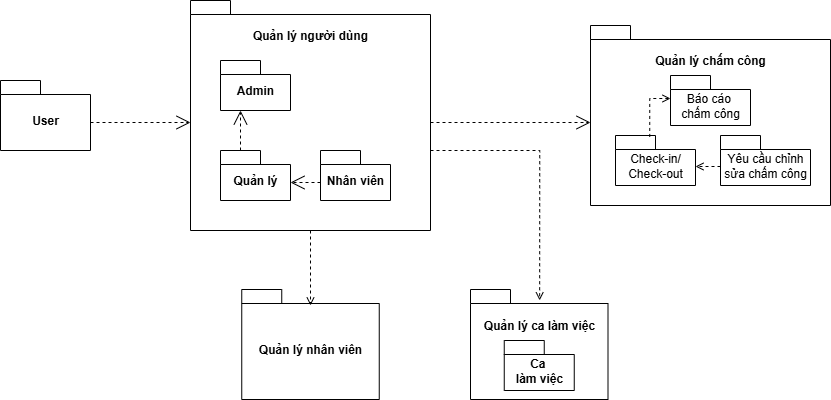 User
Quản lý người dùng
Admin
Quản lý
Nhân viên
Quản lý chấm công
Báo cáo
chấm công
Check-in/
Check-out
Yêu cầu chỉnh
sửa chấm công
Quản lý nhân viên
Quản lý ca làm việc
Ca
làm việc